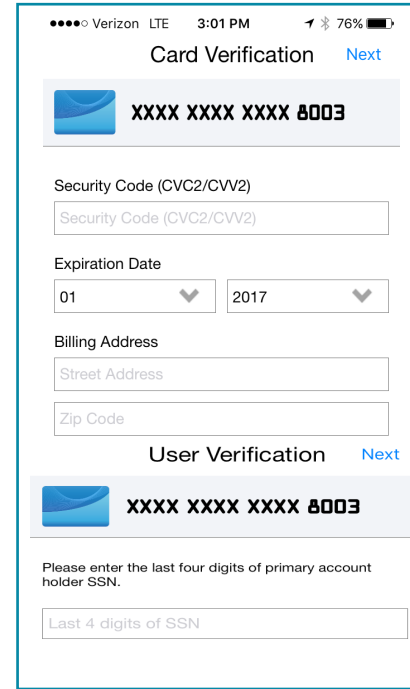 Verizon LTE 3:01 PM 76%
Card Verification Next
XXXX XXXX XXXX 8003
Security Code (CVC2/CVV2)
Security Code (CVC2/CVV2)
Expiration Date
01 2017
Billing Address
Street Address
Zip Code
User Verification Next
XXXX XXXX XXXX 8003
Please enter the last four digits of primary account
holder SSN.
Last 4 digits of SSN